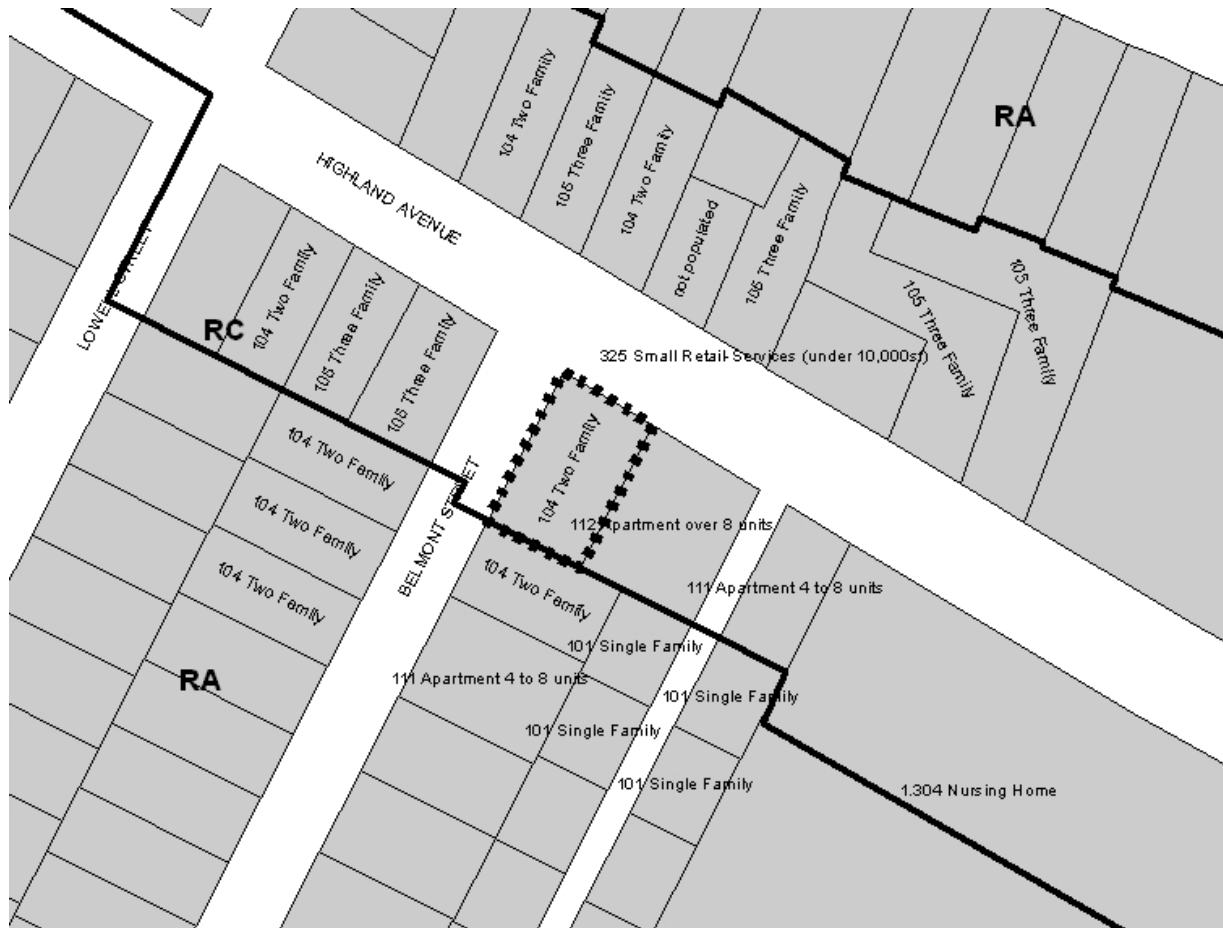 104 Two Family
105 Three Family
104 Two Family
RA
HIGHLAND AVENUE
not populated
105 Three Family
105 Three Family
105 Three Family
LOWELL STREET
RC
104 Two Family
105 Three Family
105 Three Family
325 Small Retail-Services (under 10,000sf)
104 Two Family
104 Two Family
104 Two Family
104 Two Family
BELMONT STREET
112 Apartment over 8 units
104 Two Family
111 Apartment 4 to 8 units
101 Single Family
RA
111 Apartment 4 to 8 units
101 Single Family
101 Single Family
101 Single Family
1.304 Nursing Home